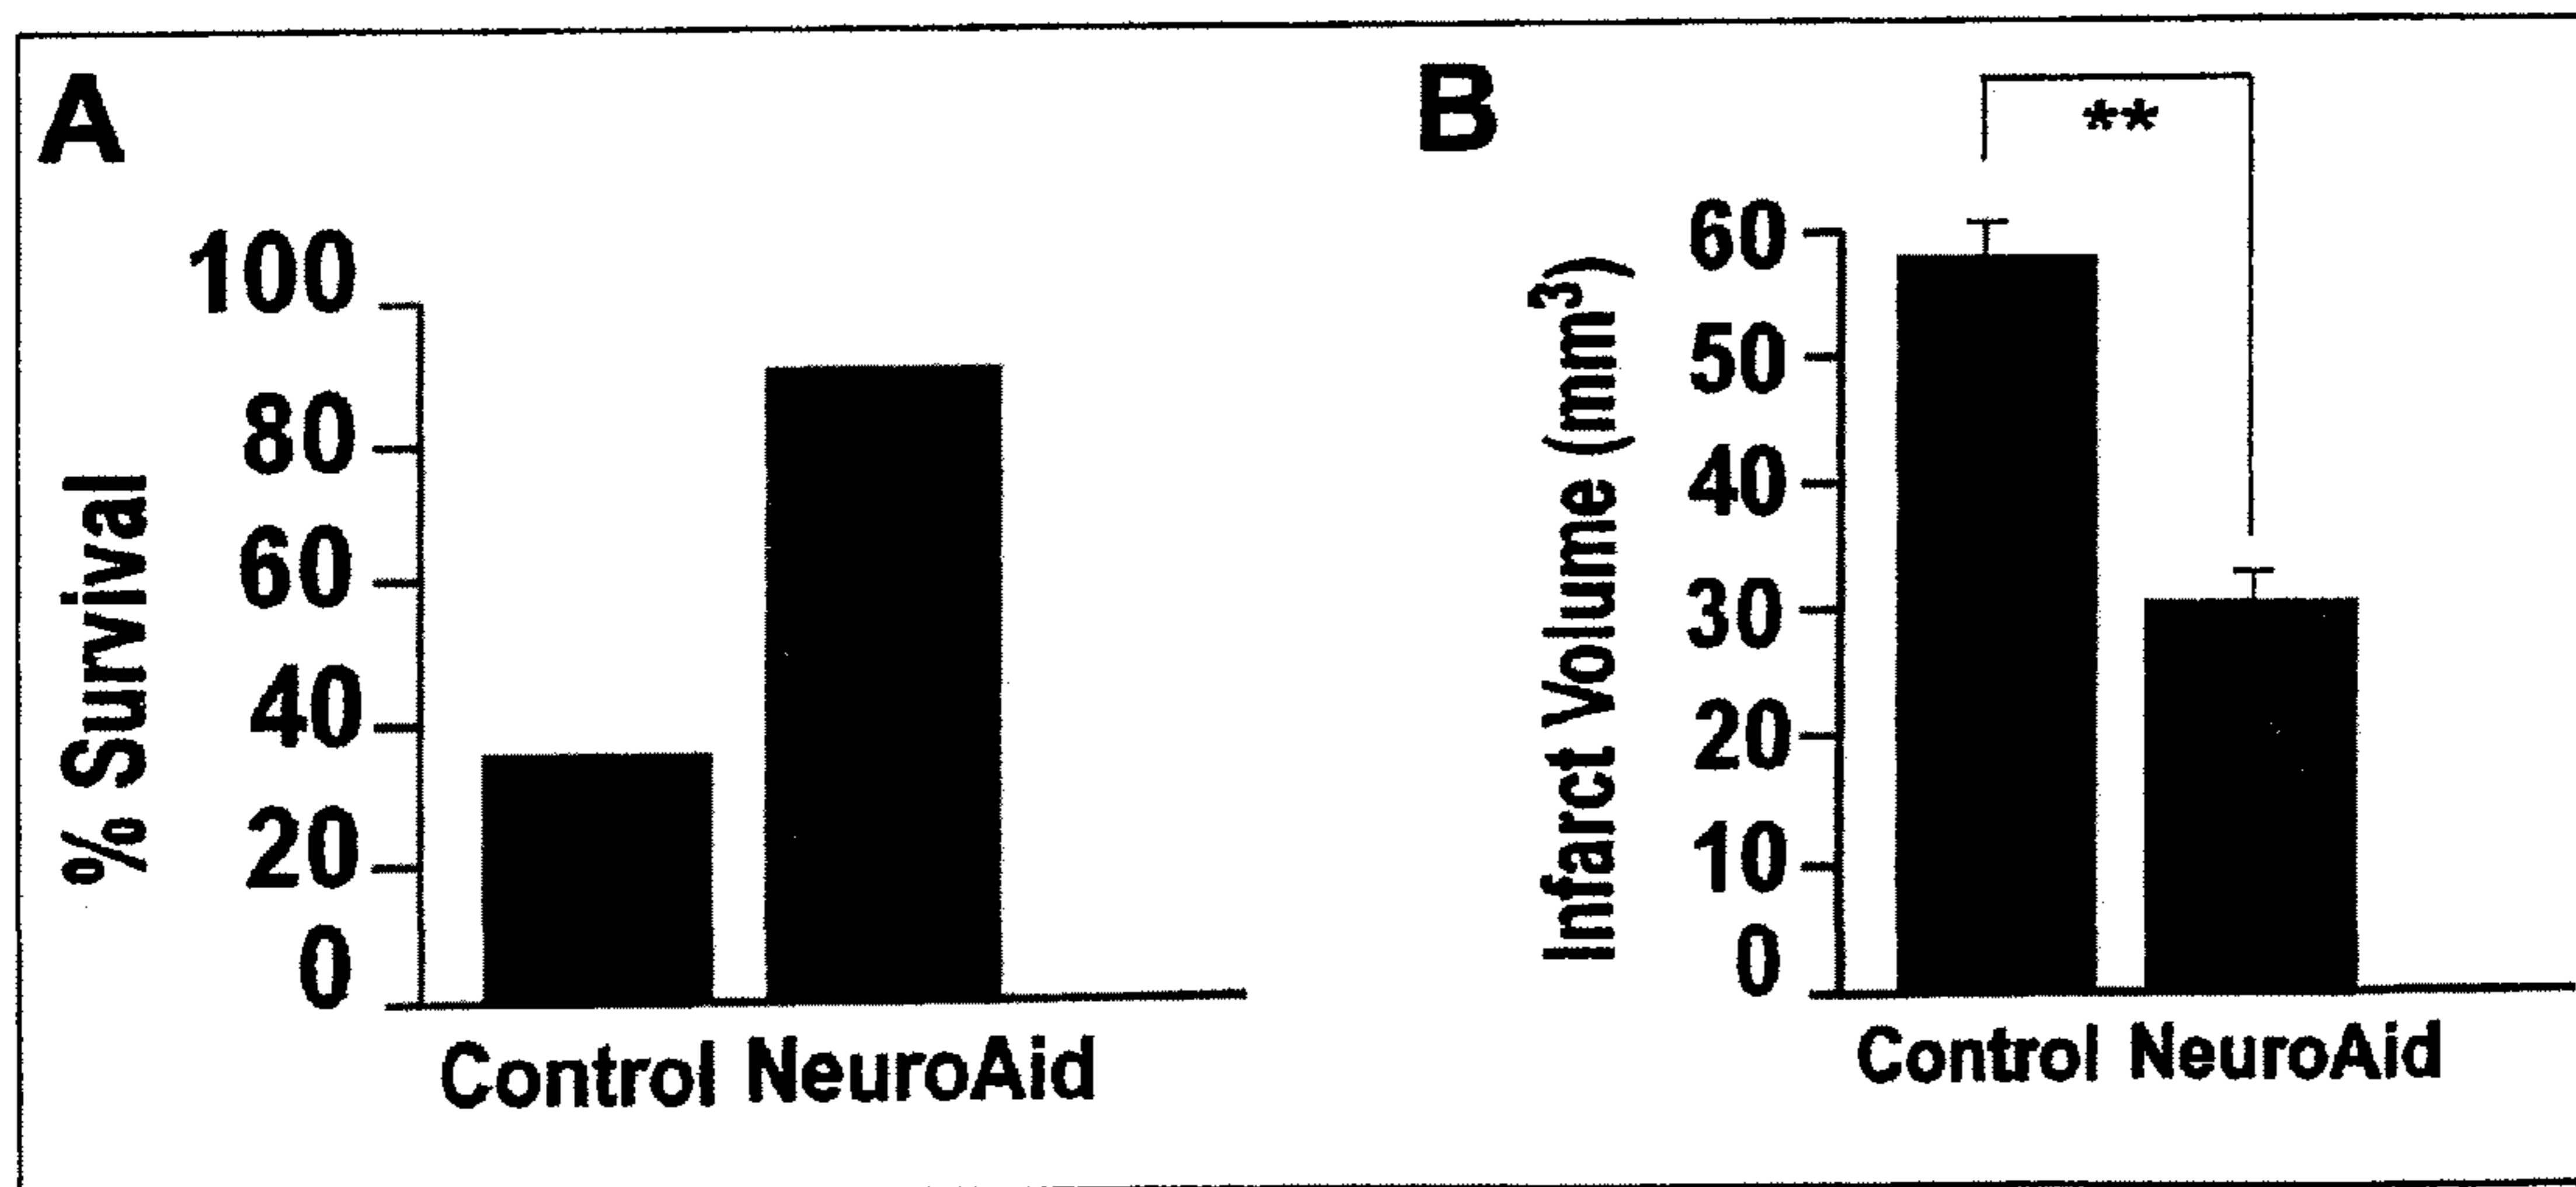 A
% Survival
100
80
60
40
20
0
Control NeuroAid
B
**
Infarct Volume (mm³)
60
50
40
30
20
10
0
Control NeuroAid